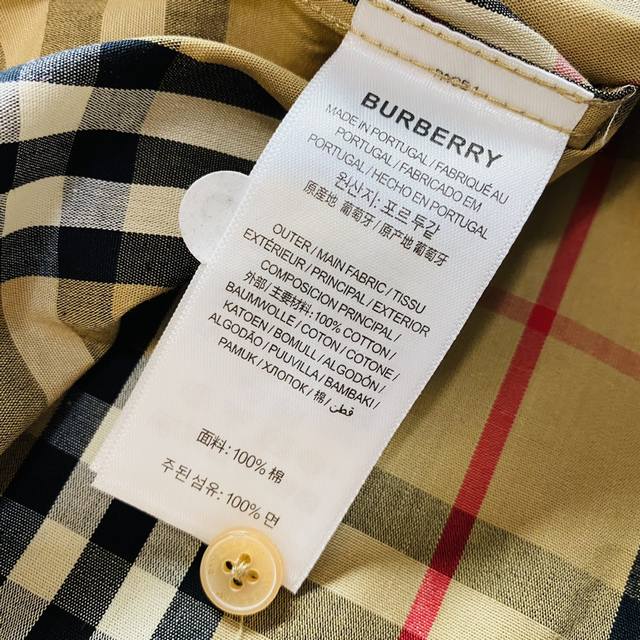 PAGE 1
BURBERRY
MADE IN PORTUGAL / FABRIQUÉ AU
PORTUGAL / FABRICADO EM
PORTUGAL / HECHO EN PORTUGAL
원산지: 포르투갈
原産地 葡萄牙 / 原产地 葡萄牙
OUTER / MAIN FABRIC / TISSU
EXTÉRIEUR / PRINCIPAL / EXTERIOR
COMPOSICION PRINCIPAL /
外部 / 主要材料: 100% COTTON /
BAUMWOLLE / COTON / COTONE /
KATOEN / BOMULL / ALGODÓN /
ALGODÃO / PUUVILLA / BAMBAKI /
PAMUK / ХЛОПОК / 棉 / قطن
面料: 100% 棉
주된 섬유: 100% 면